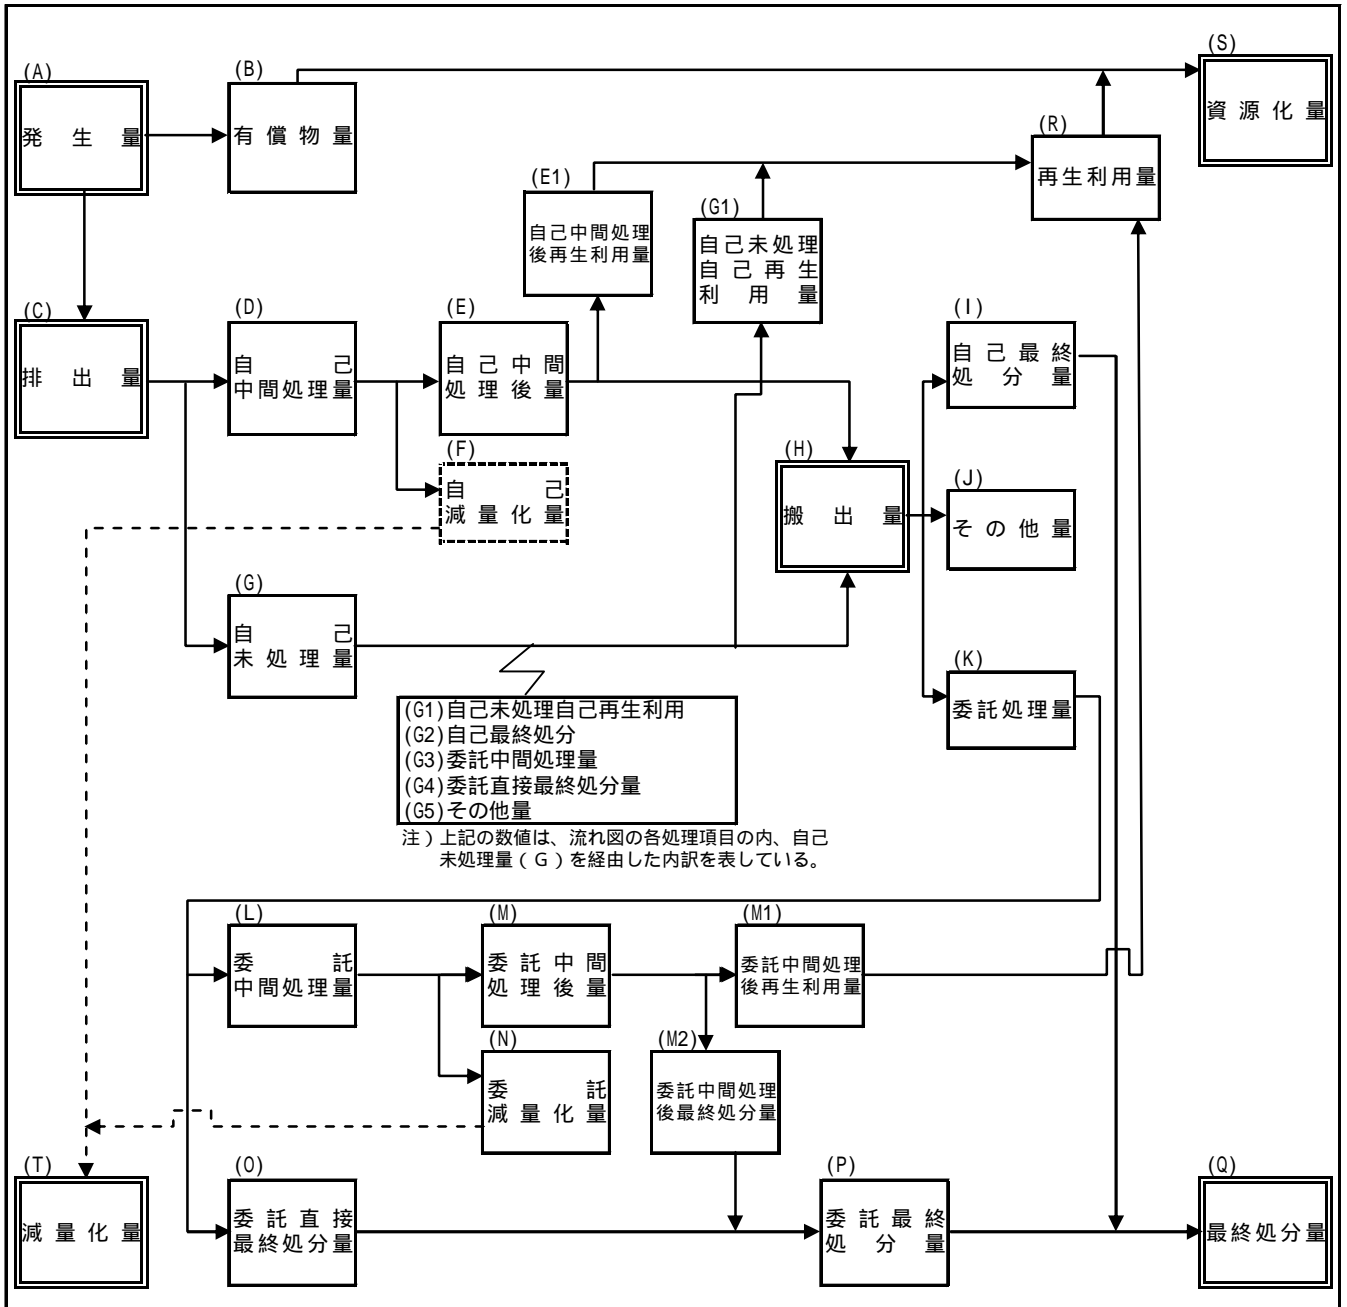 (A)
発生量
(B)
有償物量
(S)
資源化量
(R)
再生利用量
(E1)
自己中間処理
後再生利用量
(G1)
自己未処理
自己再生
利用量
(C)
排出量
(D)
自己
中間処理量
(E)
自己中間
処理後量
(F)
自己
減量化量
(G)
自己
未処理量
(H)
搬出量
(I)
自己最終
処分量
(J)
その他量
(K)
委託処理量
(G1)自己未処理自己再生利用
(G2)自己最終処分
(G3)委託中間処理量
(G4)委託直接最終処分量
(G5)その他量
注）上記の数値は、流れ図の各処理項目の内、自己
未処理量（Ｇ）を経由した内訳を表している。
(L)
委託
中間処理量
(M)
委託中間
処理後量
(M1)
委託中間処理
後再生利用量
(N)
委託
減量化量
(M2)
委託中間処理
後最終処分量
(T)
減量化量
(O)
委託直接
最終処分量
(P)
委託最終
処分量
(Q)
最終処分量